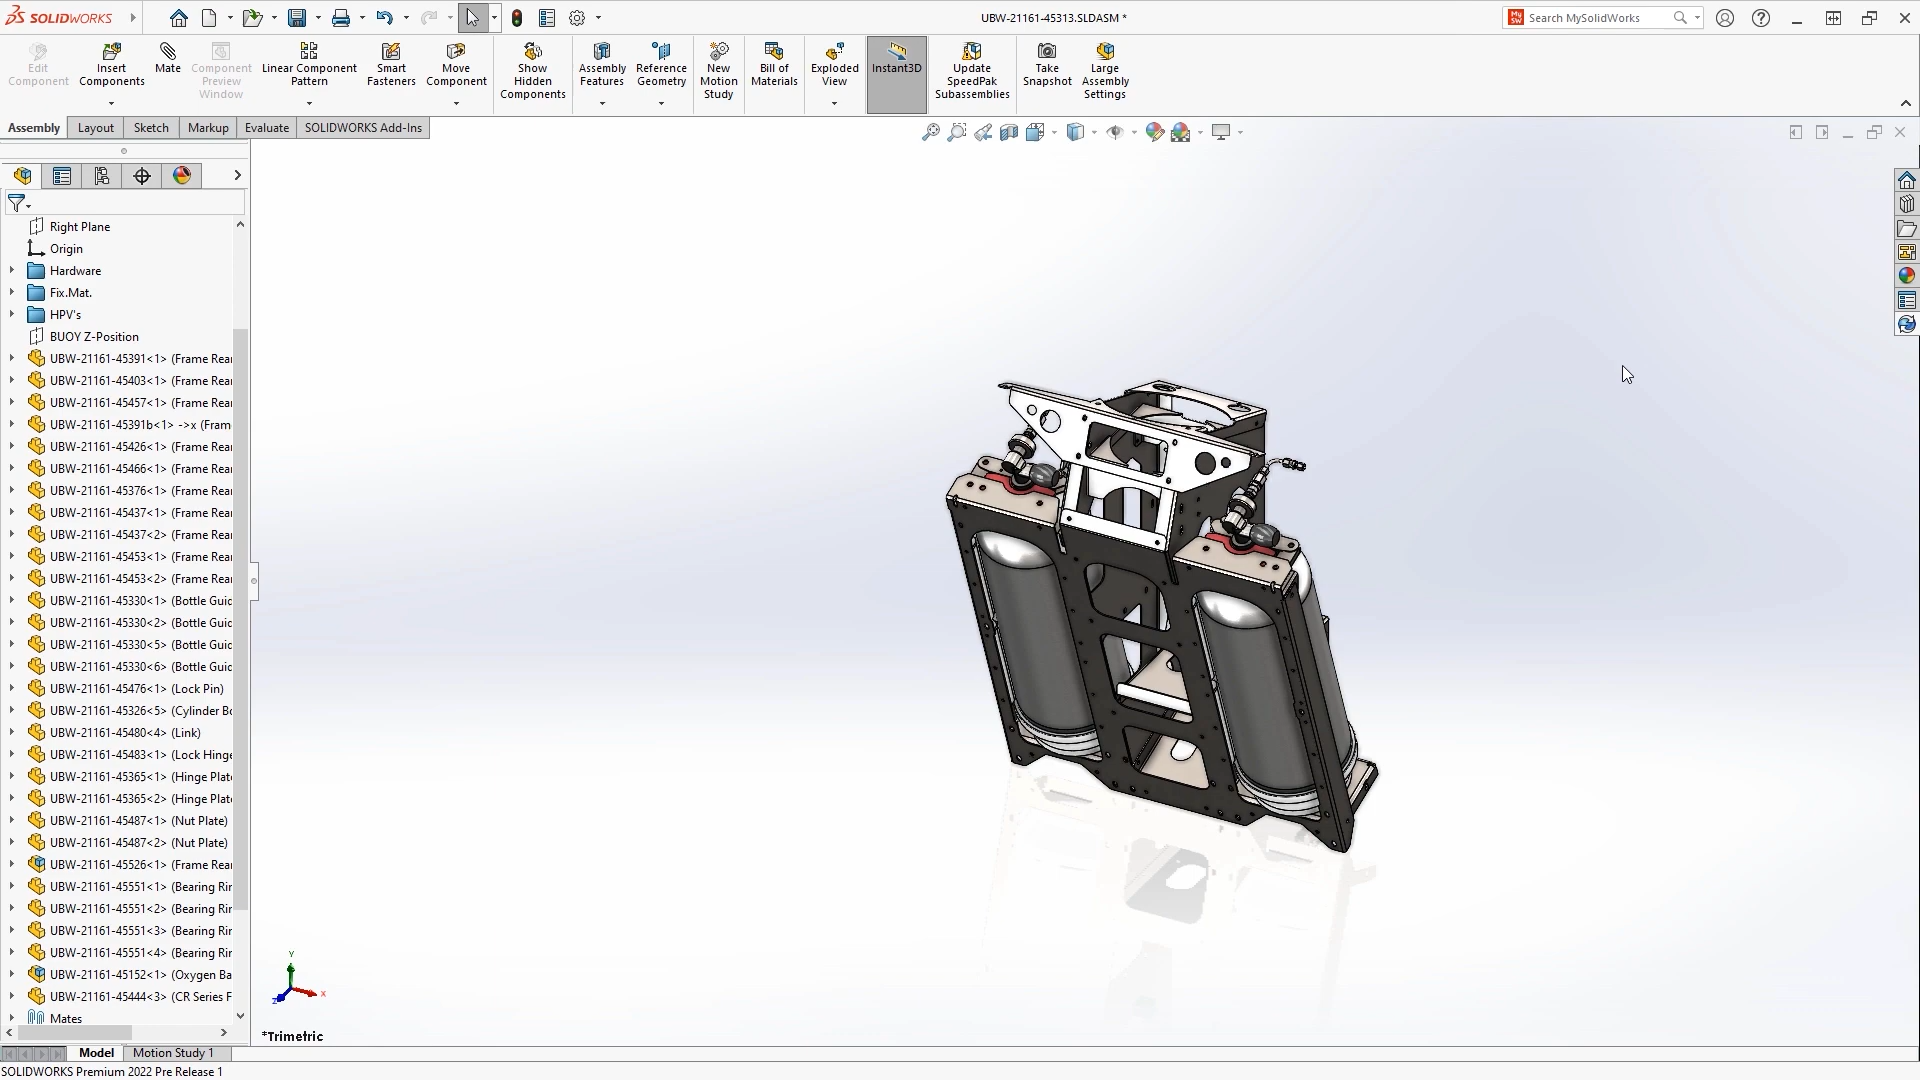 SOLIDWORKS
UBW-21161-45313.SLDASM *
Search MySolidWorks
Edit Component
Insert Components
Mate
Component Preview Window
Linear Component Pattern
Smart Fasteners
Move Component
Show Hidden Components
Assembly Features
Reference Geometry
New Motion Study
Bill of Materials
Exploded View
Instant3D
Update SpeedPak Subassemblies
Take Snapshot
Large Assembly Settings
Assembly
Layout
Sketch
Markup
Evaluate
SOLIDWORKS Add-Ins
Right Plane
Origin
Hardware
Fix.Mat.
HPV's
BUOY Z-Position
UBW-21161-45391<1> (Frame Rear
UBW-21161-45403<1> (Frame Rear
UBW-21161-45457<1> (Frame Rear
UBW-21161-45391b<1> ->x (Fram
UBW-21161-45426<1> (Frame Rear
UBW-21161-45466<1> (Frame Rear
UBW-21161-45376<1> (Frame Rear
UBW-21161-45437<1> (Frame Rear
UBW-21161-45437<2> (Frame Rear
UBW-21161-45453<1> (Frame Rear
UBW-21161-45453<2> (Frame Rear
UBW-21161-45330<1> (Bottle Guid
UBW-21161-45330<2> (Bottle Guid
UBW-21161-45330<5> (Bottle Guid
UBW-21161-45330<6> (Bottle Guid
UBW-21161-45476<1> (Lock Pin)
UBW-21161-45326<5> (Cylinder Bo
UBW-21161-45480<4> (Link)
UBW-21161-45483<1> (Lock Hinge
UBW-21161-45365<1> (Hinge Plate
UBW-21161-45365<2> (Hinge Plate
UBW-21161-45487<1> (Nut Plate)
UBW-21161-45487<2> (Nut Plate)
UBW-21161-45526<1> (Frame Rear
UBW-21161-45551<1> (Bearing Rin
UBW-21161-45551<2> (Bearing Rin
UBW-21161-45551<3> (Bearing Rin
UBW-21161-45551<4> (Bearing Rin
UBW-21161-45152<1> (Oxygen Ba
UBW-21161-45444<3> (CR Series F
Mates
Y
X
Z
*Trimetric
Model
Motion Study 1
SOLIDWORKS Premium 2022 Pre Release 1